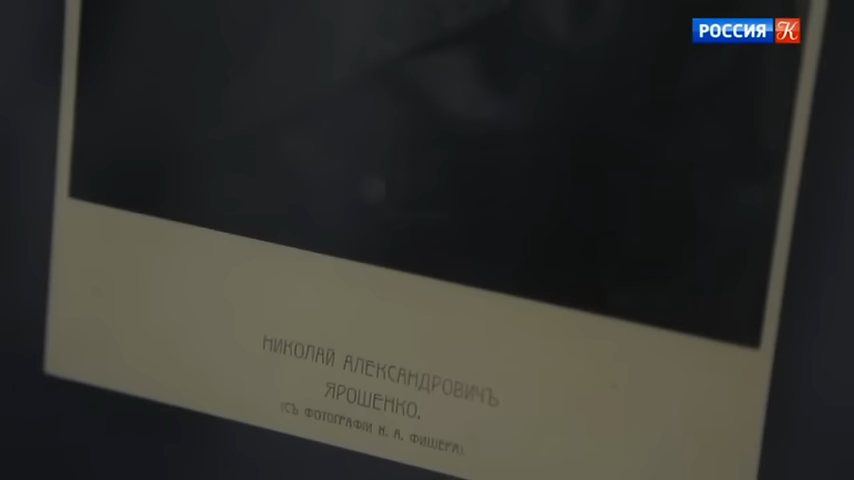 РОССИЯ К
НИКОЛАЙ АЛЕКСАНДРОВИЧЪ
ЯРОШЕНКО.
(СЪ ФОТОГРАФІИ К. А. ФИШЕРА).